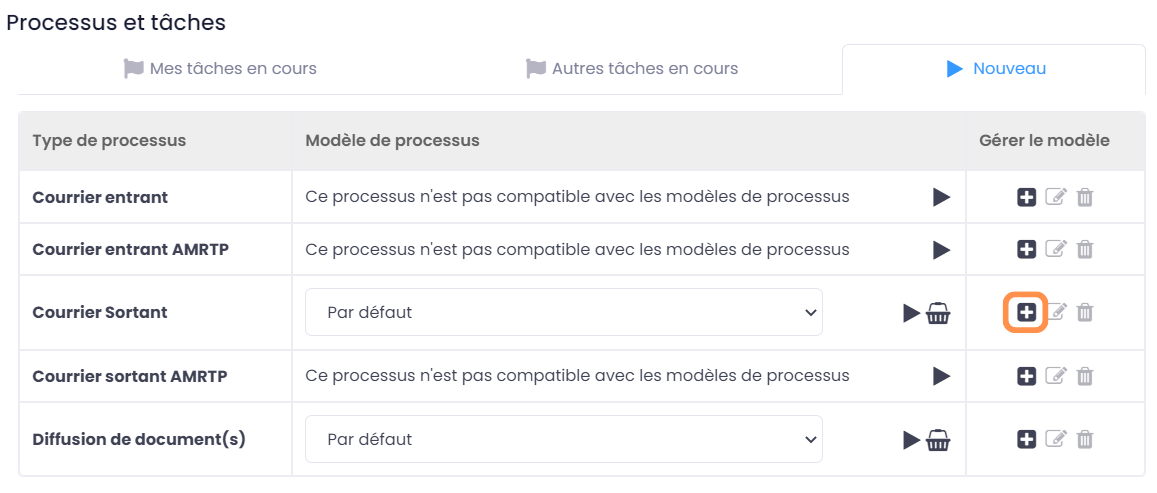 Processus et tâches
Mes tâches en cours
Autres tâches en cours
Nouveau
Type de processus
Modèle de processus
Gérer le modèle
Courrier entrant
Ce processus n'est pas compatible avec les modèles de processus
Courrier entrant AMRTP
Ce processus n'est pas compatible avec les modèles de processus
Courrier Sortant
Par défaut
Courrier sortant AMRTP
Ce processus n'est pas compatible avec les modèles de processus
Diffusion de document(s)
Par défaut